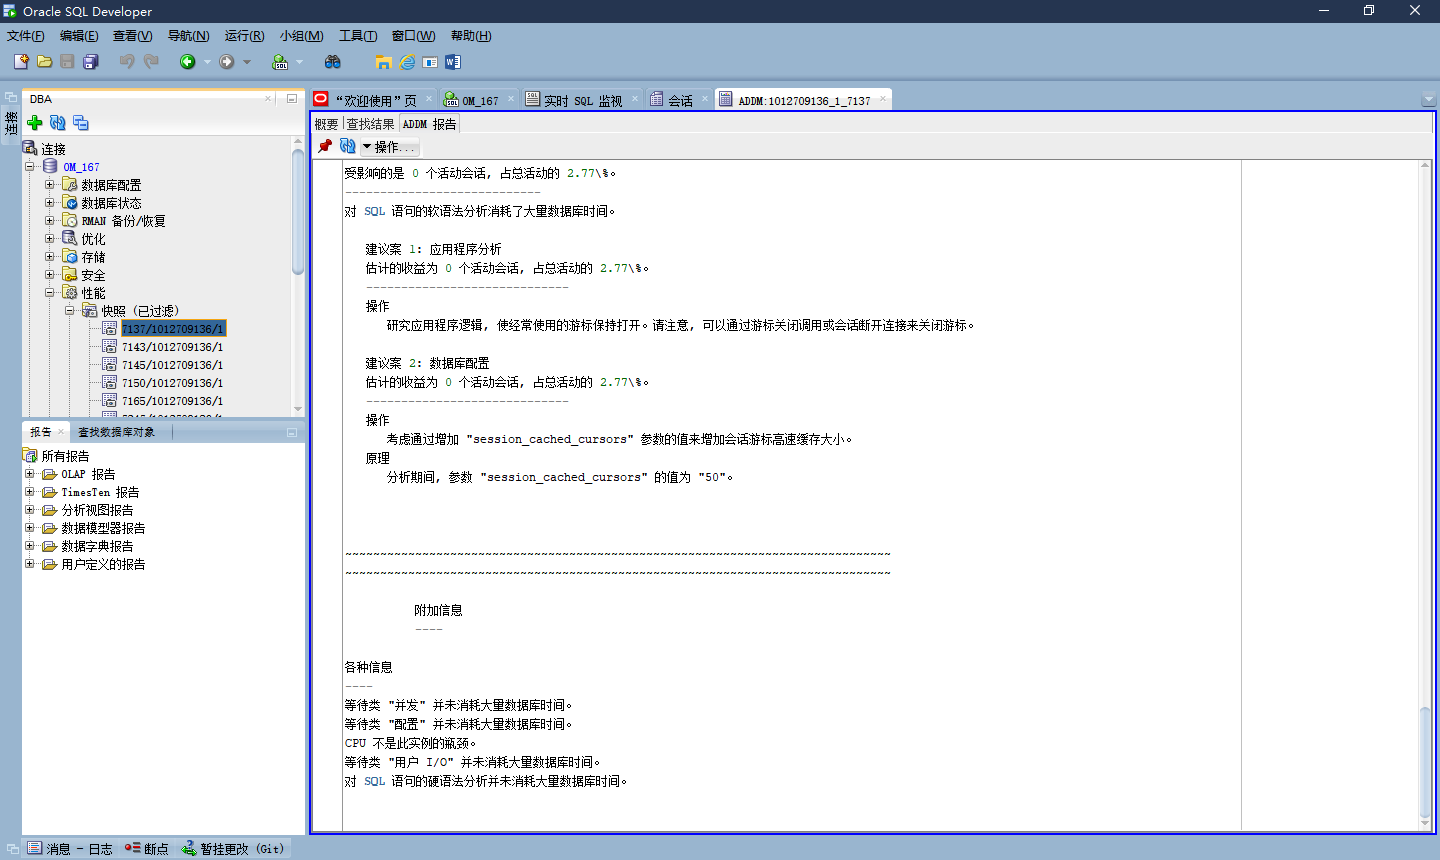 Oracle SQL Developer
文件(F) 编辑(E) 查看(V) 导航(N) 运行(R) 小组(M) 工具(T) 窗口(W) 帮助(H)
连接
DBA
连接
OM_167
数据库配置
数据库状态
RMAN 备份/恢复
优化
存储
安全
性能
快照 (已过滤)
7137/1012709136/1
7143/1012709136/1
7145/1012709136/1
7150/1012709136/1
7165/1012709136/1
报告 查找数据库对象
所有报告
OLAP 报告
TimesTen 报告
分析视图报告
数据模型器报告
数据字典报告
用户定义的报告
“欢迎使用”页 OM_167 实时 SQL 监视 会话 ADDM:1012709136_1_7137
概要 查找结果 ADDM 报告
操作...
受影响的是 0 个活动会话, 占总活动的 2.77\%。
----------------------------
对 SQL 语句的软语法分析消耗了大量数据库时间。
建议案 1: 应用程序分析
估计的收益为 0 个活动会话, 占总活动的 2.77\%。
-----------------------------
操作
研究应用程序逻辑, 使经常使用的游标保持打开。请注意, 可以通过游标关闭调用或会话断开连接来关闭游标。
建议案 2: 数据库配置
估计的收益为 0 个活动会话, 占总活动的 2.77\%。
-----------------------------
操作
考虑通过增加 "session_cached_cursors" 参数的值来增加会话游标高速缓存大小。
原理
分析期间, 参数 "session_cached_cursors" 的值为 "50"。
~~~~~~~~~~~~~~~~~~~~~~~~~~~~~~~~~~~~~~~~~~~~~~~~~~~~~~~~~~~~~~~~~~~~~~~~~~~~~~
~~~~~~~~~~~~~~~~~~~~~~~~~~~~~~~~~~~~~~~~~~~~~~~~~~~~~~~~~~~~~~~~~~~~~~~~~~~~~~
附加信息
----
各种信息
----
等待类 "并发" 并未消耗大量数据库时间。
等待类 "配置" 并未消耗大量数据库时间。
CPU 不是此实例的瓶颈。
等待类 "用户 I/O" 并未消耗大量数据库时间。
对 SQL 语句的硬语法分析并未消耗大量数据库时间。
消息 - 日志 断点 暂挂更改 (Git)